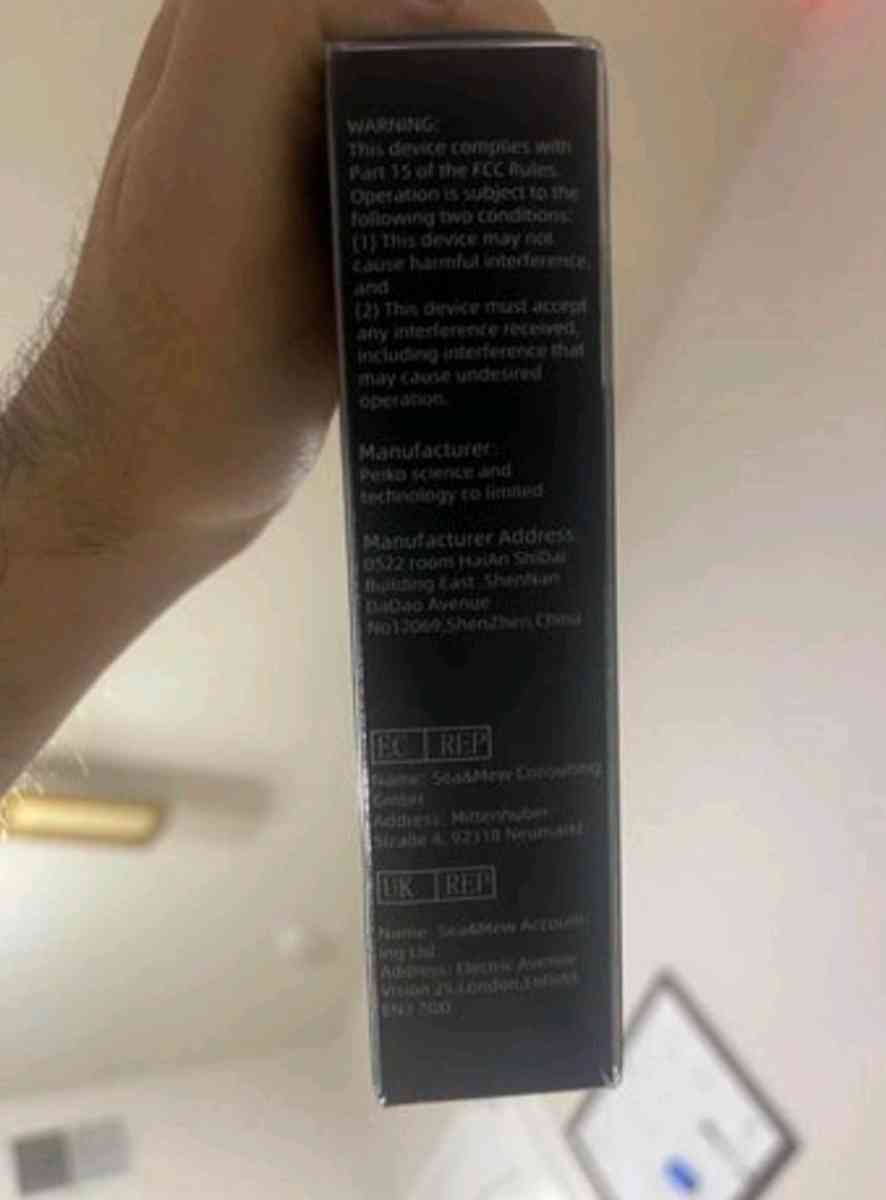 WARNING:
This device complies with
Part 15 of the FCC Rules.
Operation is subject to the
following two conditions:
(1) This device may not
cause harmful interference,
and
(2) This device must accept
any interference received,
including interference that
may cause undesired
operation.
Manufacturer:
Peiko science and
technology co limited
Manufacturer Address:
0522 room HaiAn ShiDai
Building East ,ShenNan
DaDao Avenue
No12069,ShenZhen,China
EC REP
Name: Sea&Mew Consulting
GmbH
Address: Mittenhuber
Straße 4, 92318 Neumarkt
UK REP
Name: Sea&Mew Account-
ing Ltd
Address: Electric Avenue
Vision 25,London,Enfield
EN3